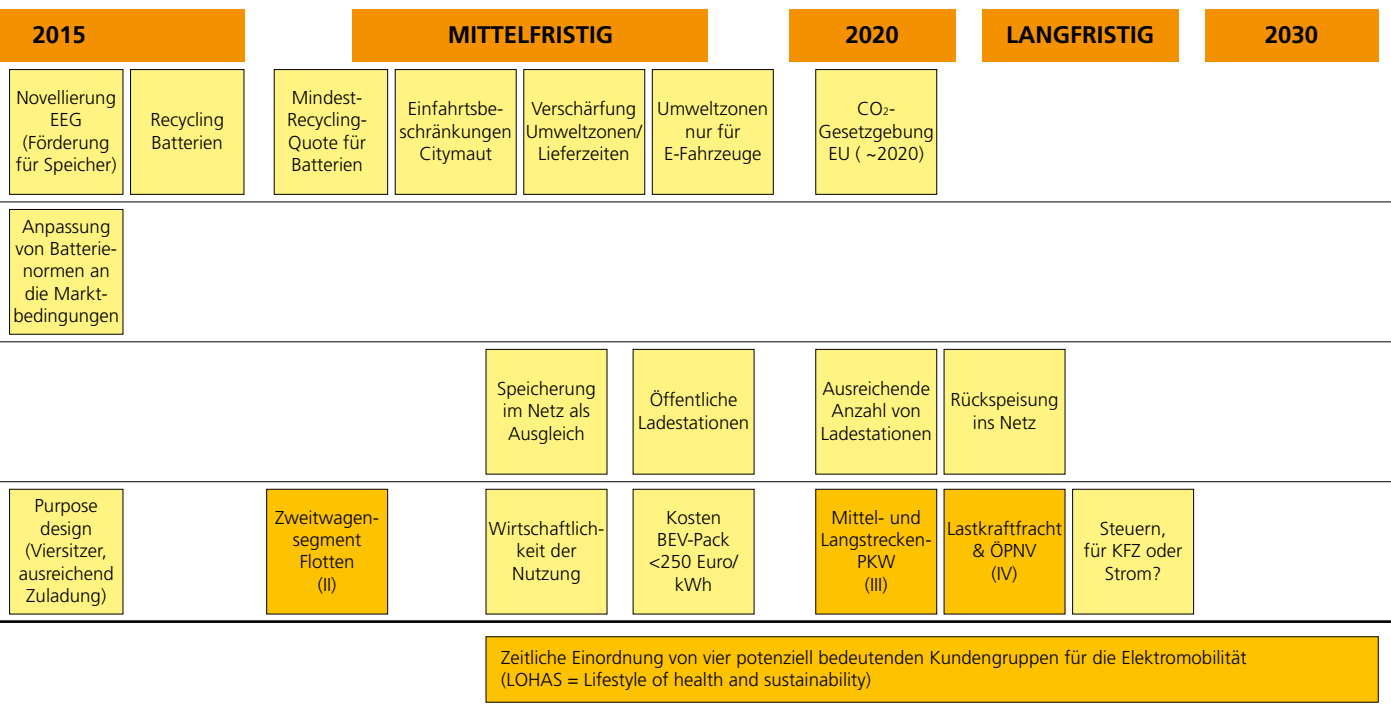 2015
MITTELFRISTIG
2020
LANGFRISTIG
2030
Novellierung
EEG
(Förderung
für Speicher)
Recycling
Batterien
Mindest-
Recycling-
Quote für
Batterien
Einfahrtsbe-
schränkungen
Citymaut
Verschärfung
Umweltzonen/
Lieferzeiten
Umweltzonen
nur für
E-Fahrzeuge
CO₂-
Gesetzgebung
EU ( ~2020)
Anpassung
von Batterie-
normen an
die Markt-
bedingungen
Speicherung
im Netz als
Ausgleich
Öffentliche
Ladestationen
Ausreichende
Anzahl von
Ladestationen
Rückspeisung
ins Netz
Purpose
design
(Viersitzer,
ausreichend
Zuladung)
Zweitwagen-
segment
Flotten
(II)
Wirtschaftlich-
keit der
Nutzung
Kosten
BEV-Pack
<250 Euro/
kWh
Mittel- und
Langstrecken-
PKW
(III)
Lastkraftfracht
& ÖPNV
(IV)
Steuern,
für KFZ oder
Strom?
Zeitliche Einordnung von vier potenziell bedeutenden Kundengruppen für die Elektromobilität
(LOHAS = Lifestyle of health and sustainability)